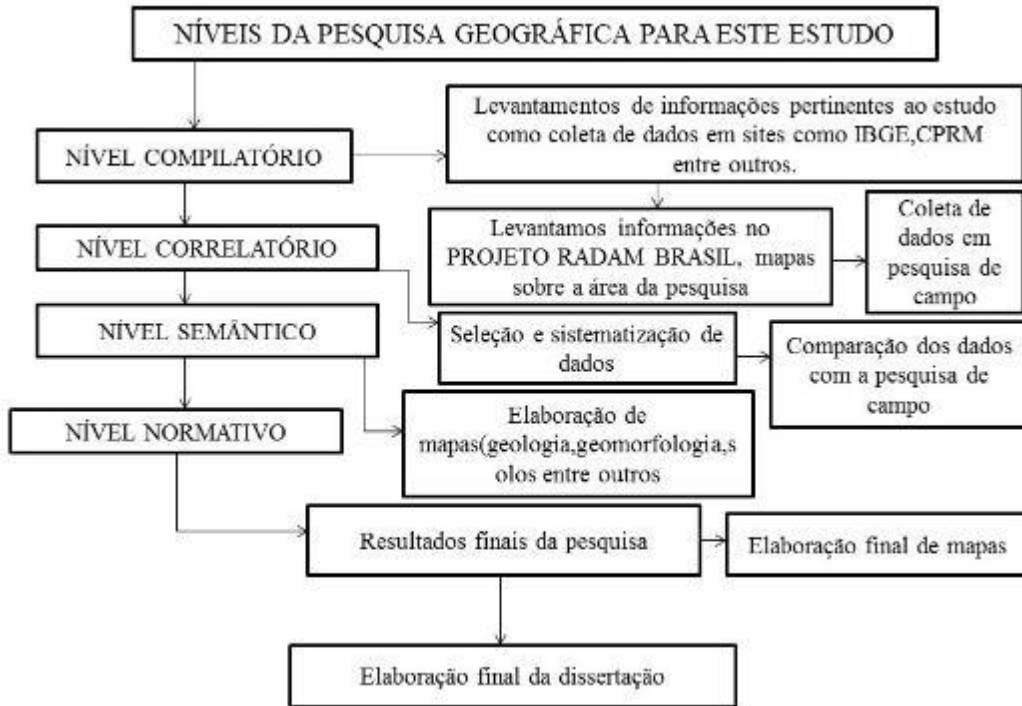 NÍVEIS DA PESQUISA GEOGRÁFICA PARA ESTE ESTUDO
Levantamentos de informações pertinentes ao estudo
como coleta de dados em sites como IBGE,CPRM
entre outros.
NÍVEL COMPILATÓRIO
Levantamos informações no
PROJETO RADAM BRASIL, mapas
sobre a área da pesquisa
Coleta de
dados em
pesquisa de
campo
NÍVEL CORRELATÓRIO
Seleção e sistematização de
dados
Comparação dos dados
com a pesquisa de
campo
NÍVEL SEMÂNTICO
Elaboração de
mapas(geologia,geomorfologia,s
olos entre outros
NÍVEL NORMATIVO
Resultados finais da pesquisa
Elaboração final de mapas
Elaboração final da dissertação